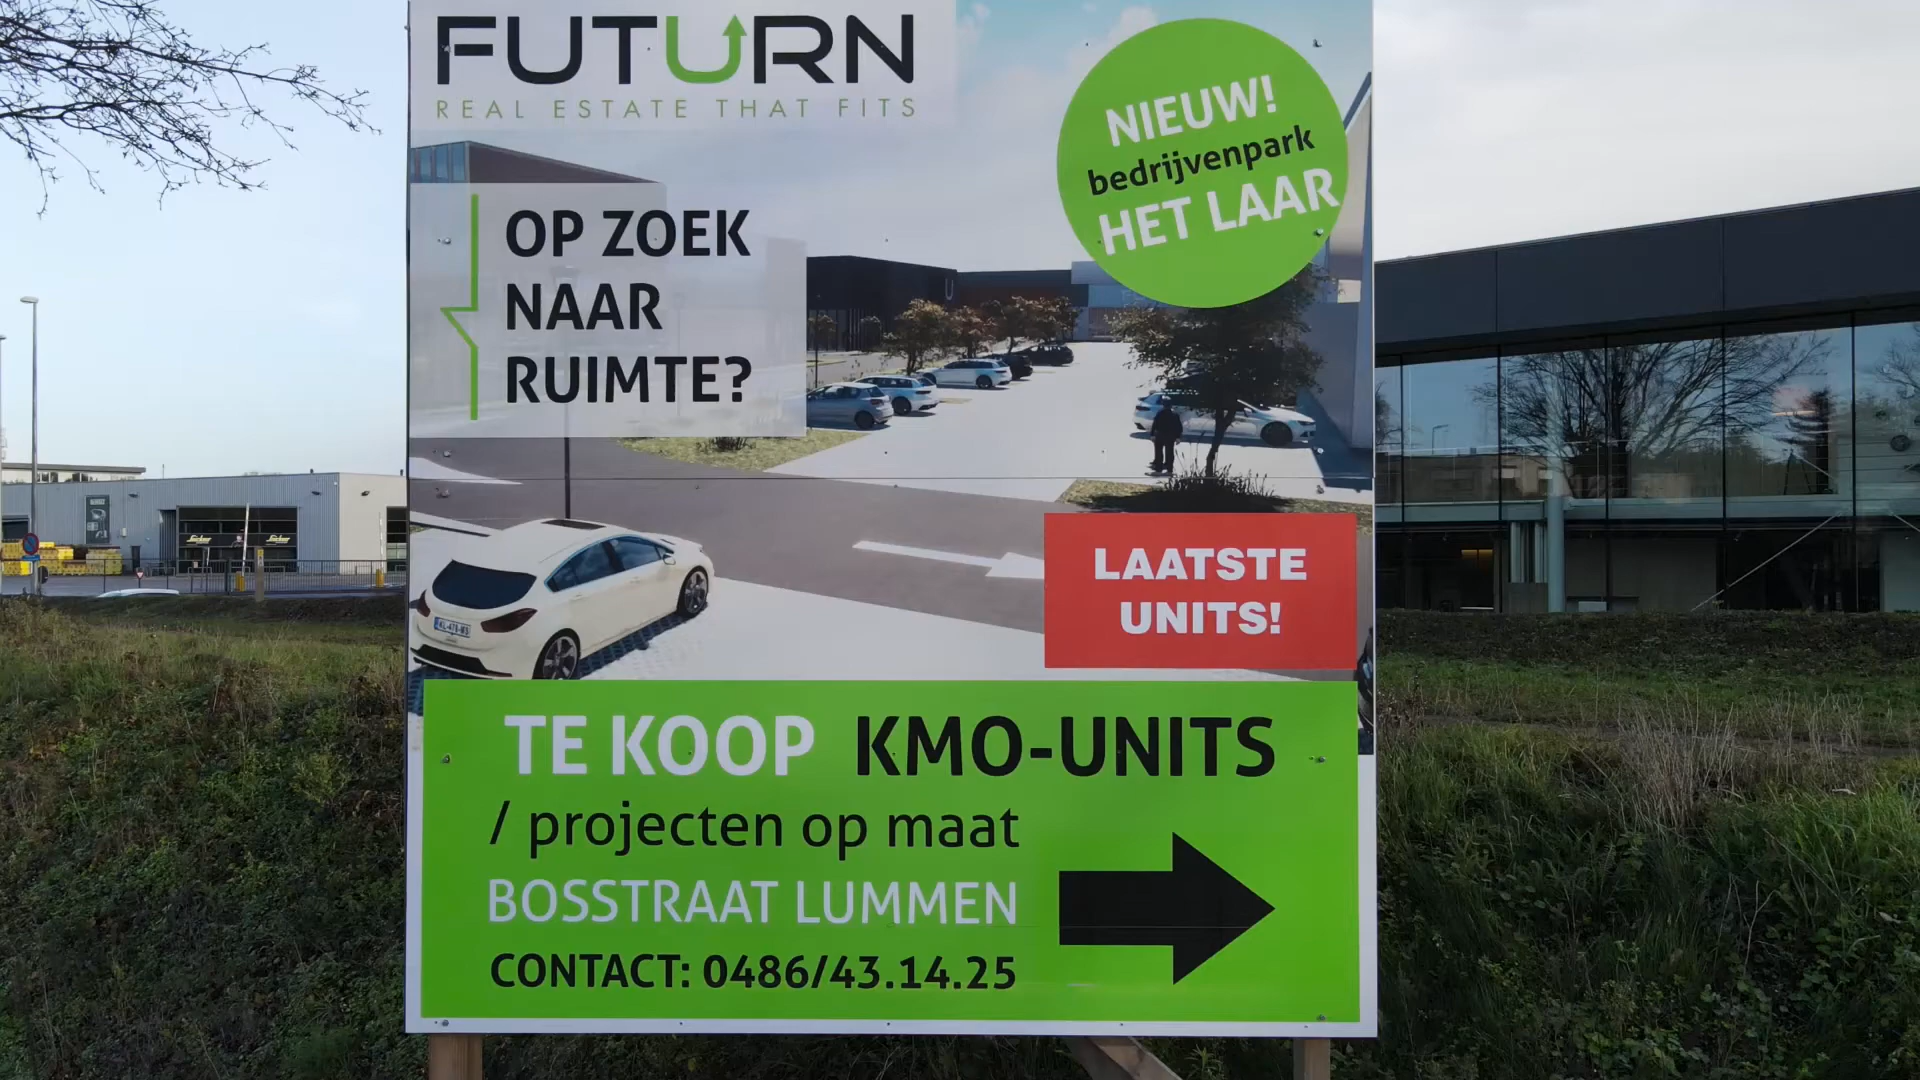 FUTURN
REAL ESTATE THAT FITS
NIEUW!
bedrijvenpark
HET LAAR
OP ZOEK
NAAR
RUIMTE?
LAATSTE
UNITS!
TE KOOP KMO-UNITS
/ projecten op maat
BOSSTRAAT LUMMEN
CONTACT: 0486/43.14.25